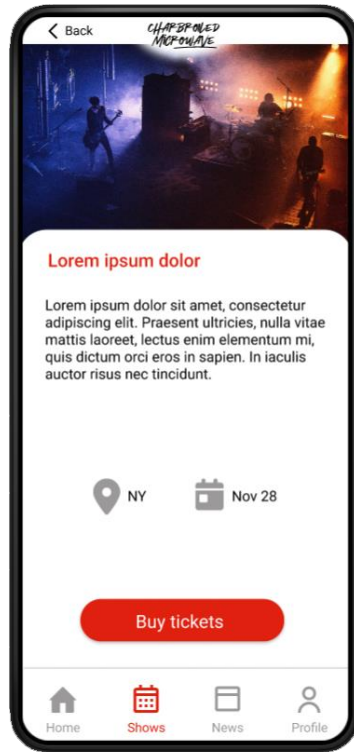 Back
CHARBROILED
MICROWAVE
Lorem ipsum dolor
Lorem ipsum dolor sit amet, consectetur
adipiscing elit. Praesent ultricies, nulla vitae
mattis laoreet, lectus enim elementum mi,
quis dictum orci eros in sapien. In iaculis
auctor risus nec tincidunt.
NY
Nov 28
Buy tickets
Home
Shows
News
Profile